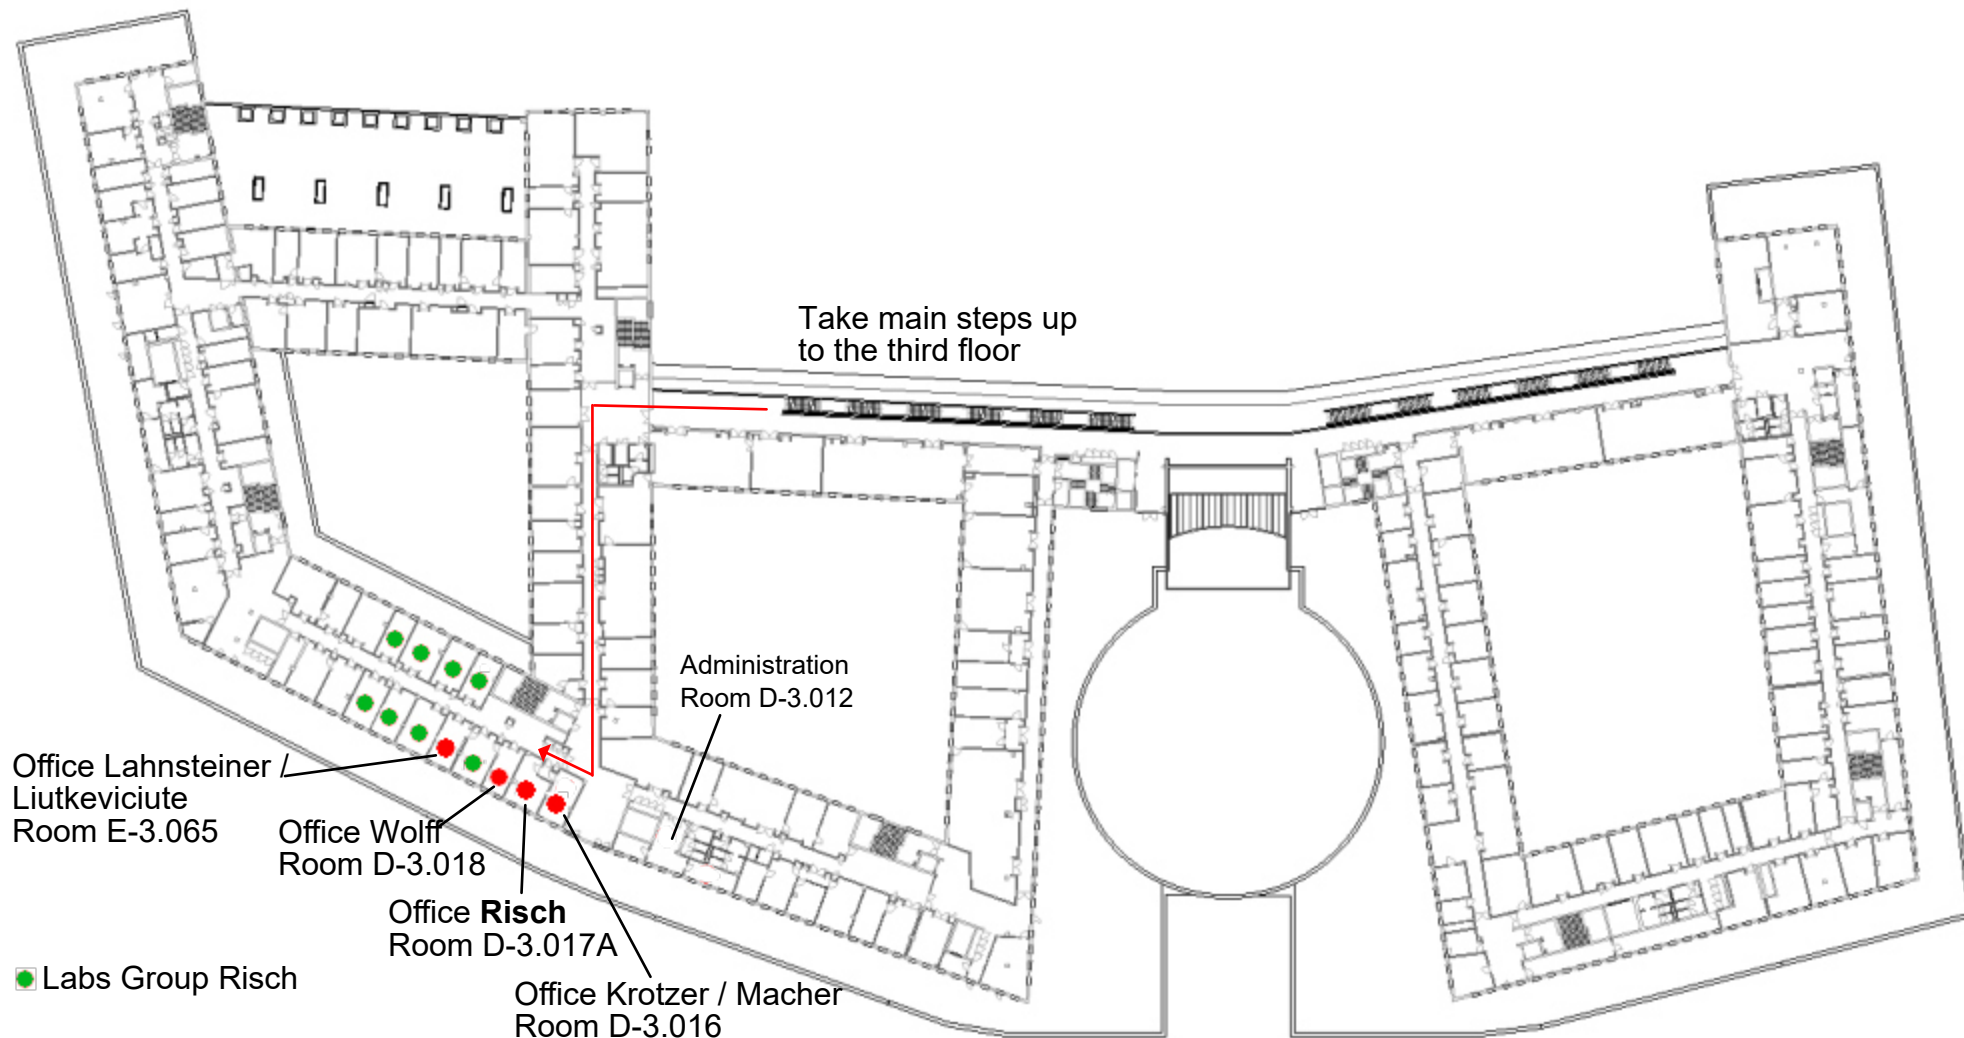 Take main steps up
to the third floor
Administration
Room D-3.012
Office Lahnsteiner /
Liutkeviciute
Room E-3.065
Office Wolff
Room D-3.018
Office Risch
Room D-3.017A
Labs Group Risch
Office Krotzer / Macher
Room D-3.016